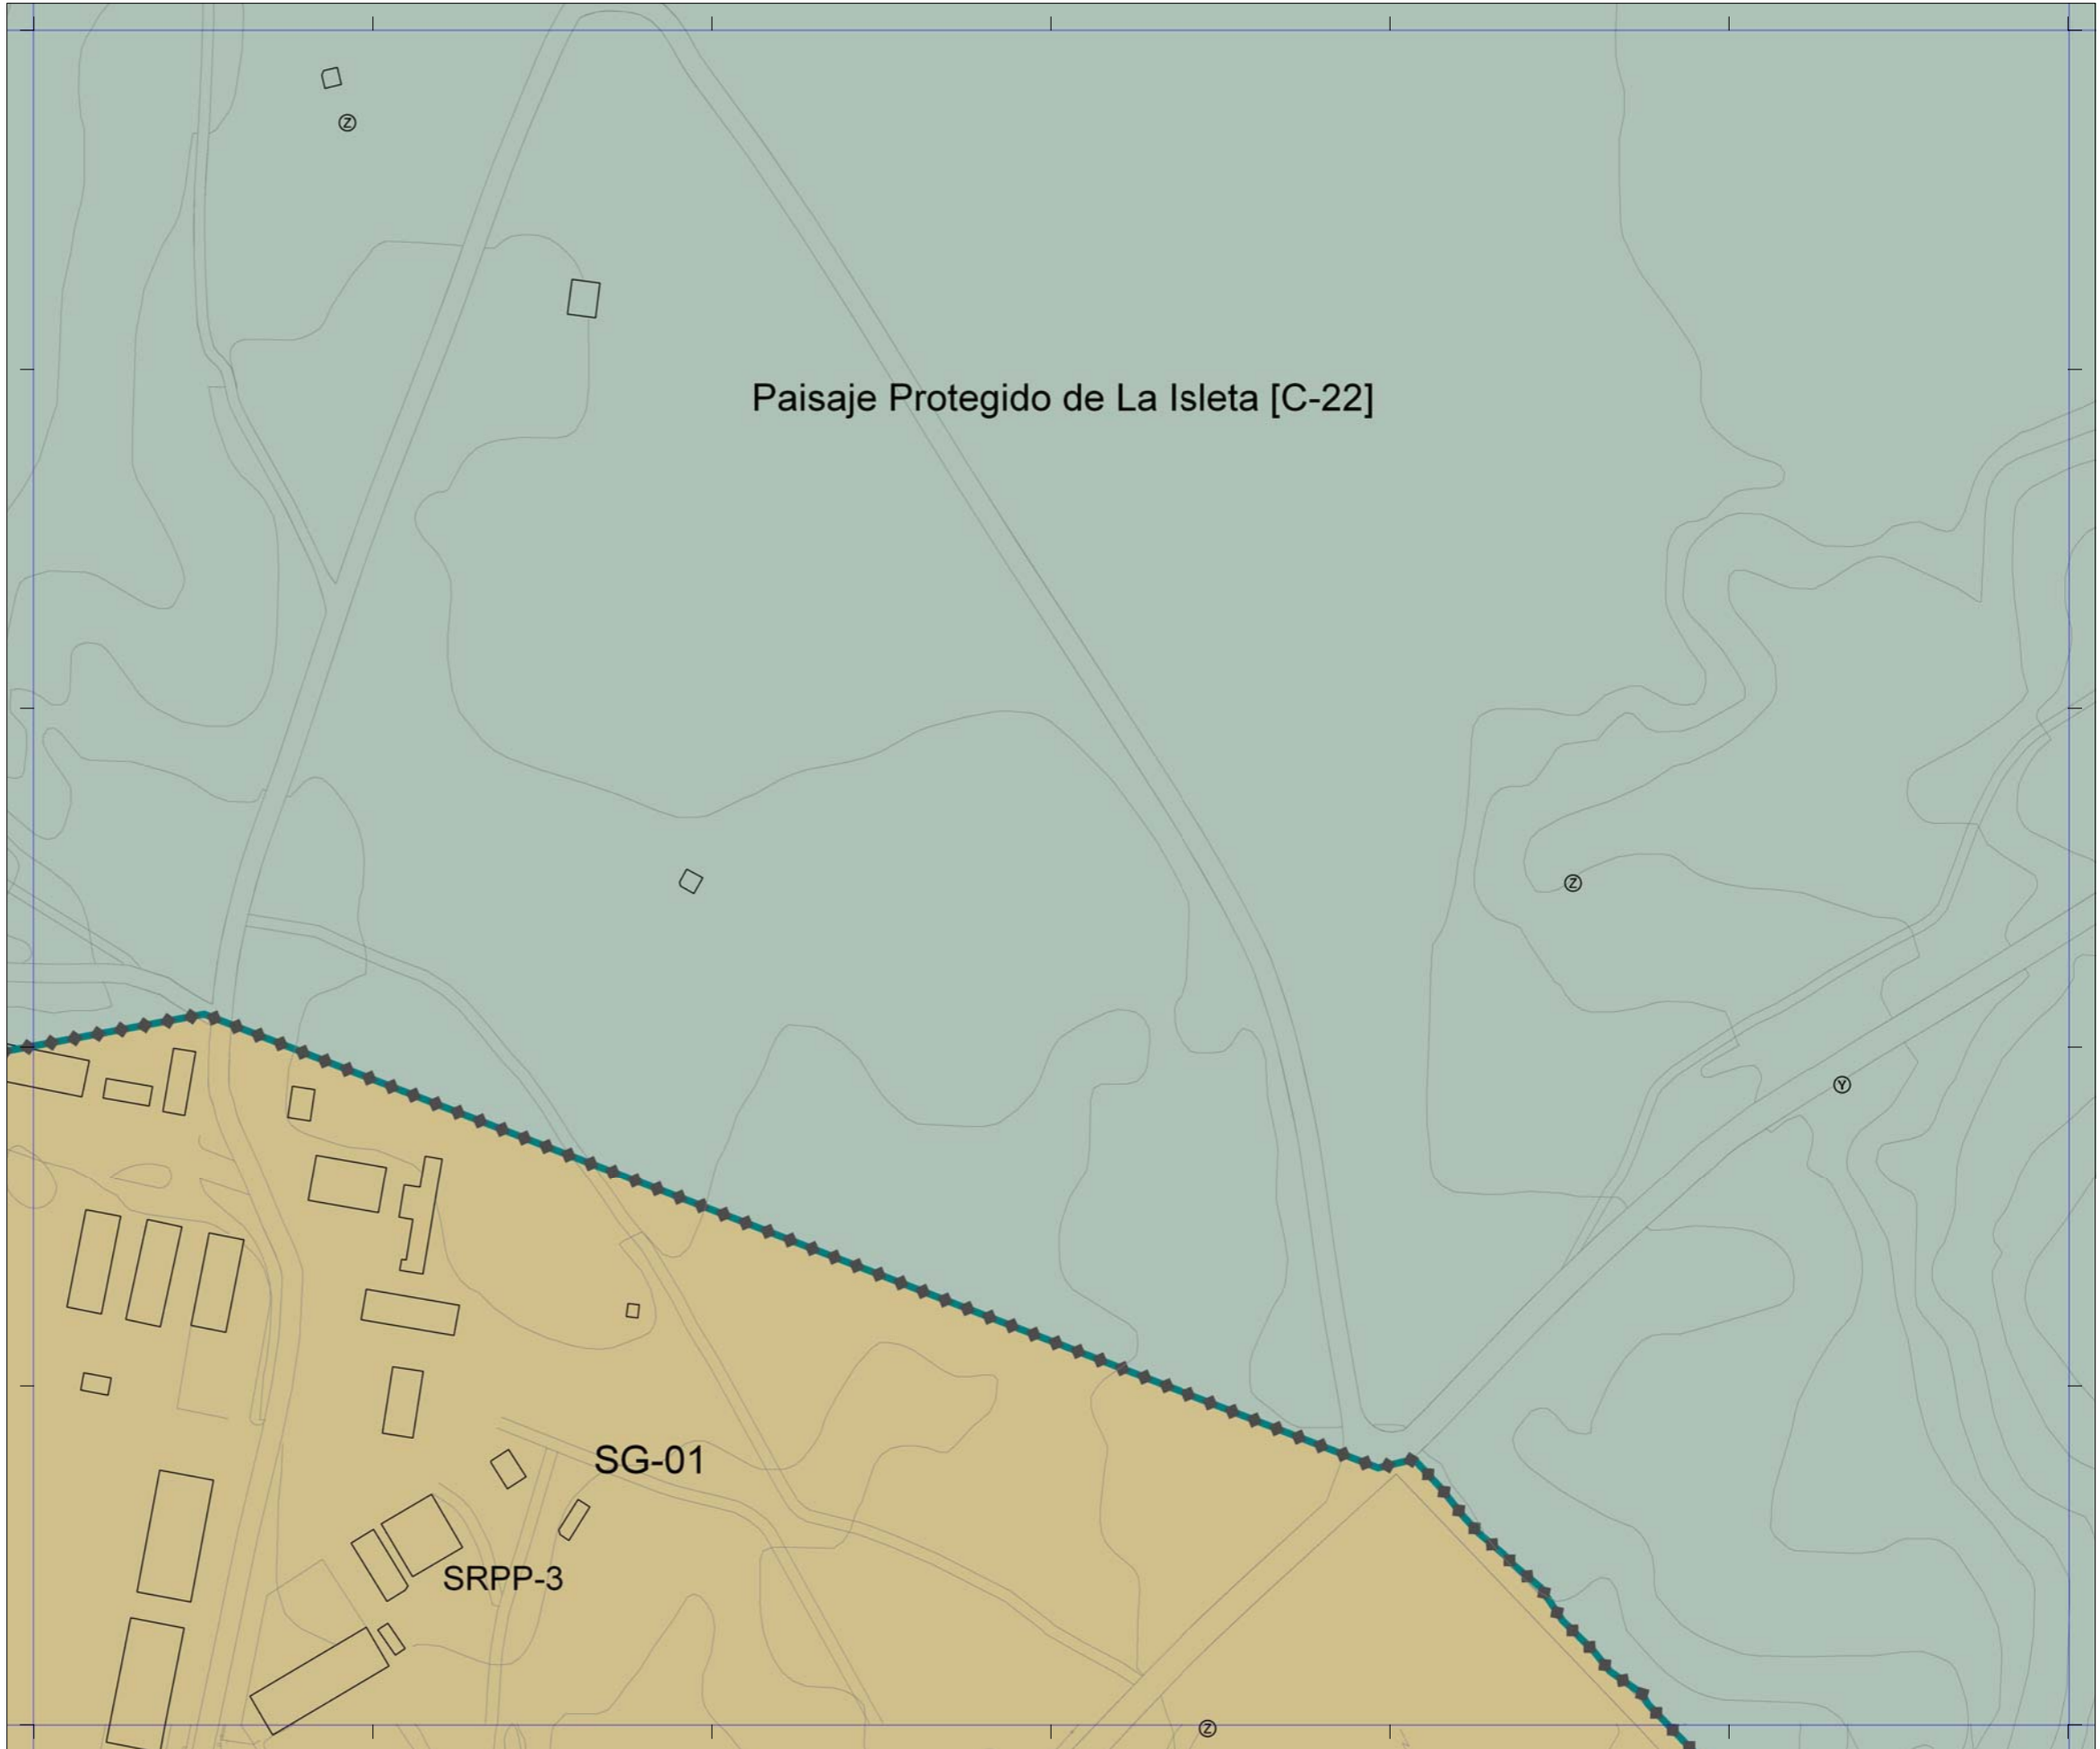 Ⓩ
Paisaje Protegido de La Isleta [C-22]
Ⓩ
Ⓨ
SG-01
SRPP-3
Ⓩ